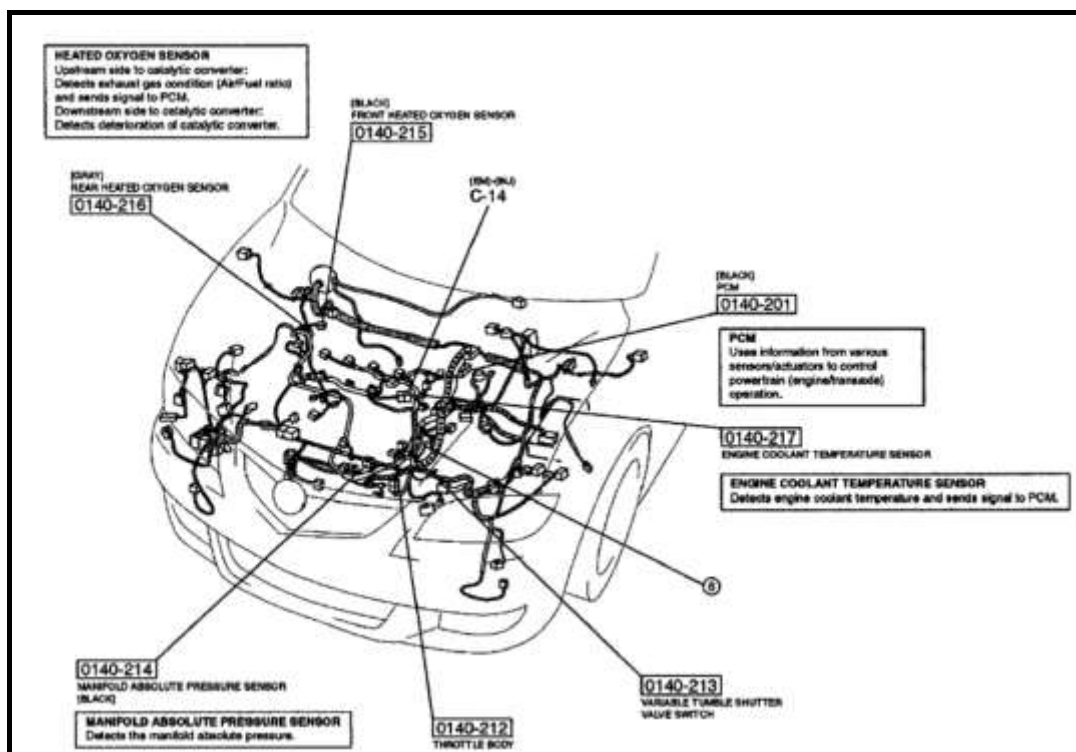 HEATED OXYGEN SENSOR
Upstream side to catalytic converter:
Detects exhaust gas condition (Air/Fuel ratio)
and sends signal to PCM.
Downstream side to catalytic converter:
Detects deterioration of catalytic converter.
[BLACK]
FRONT HEATED OXYGEN SENSOR
0140-215
[GRAY]
REAR HEATED OXYGEN SENSOR
0140-216
(EM)-(INJ)
C-14
[BLACK]
PCM
0140-201
PCM
Uses information from various
sensors/actuators to control
powertrain (engine/transaxle)
operation.
0140-217
ENGINE COOLANT TEMPERATURE SENSOR
ENGINE COOLANT TEMPERATURE SENSOR
Detects engine coolant temperature and sends signal to PCM.
0140-214
MANIFOLD ABSOLUTE PRESSURE SENSOR
[BLACK]
MANIFOLD ABSOLUTE PRESSURE SENSOR
Detects the manifold absolute pressure.
0140-212
THROTTLE BODY
0140-213
VARIABLE TUMBLE SHUTTER
VALVE SWITCH